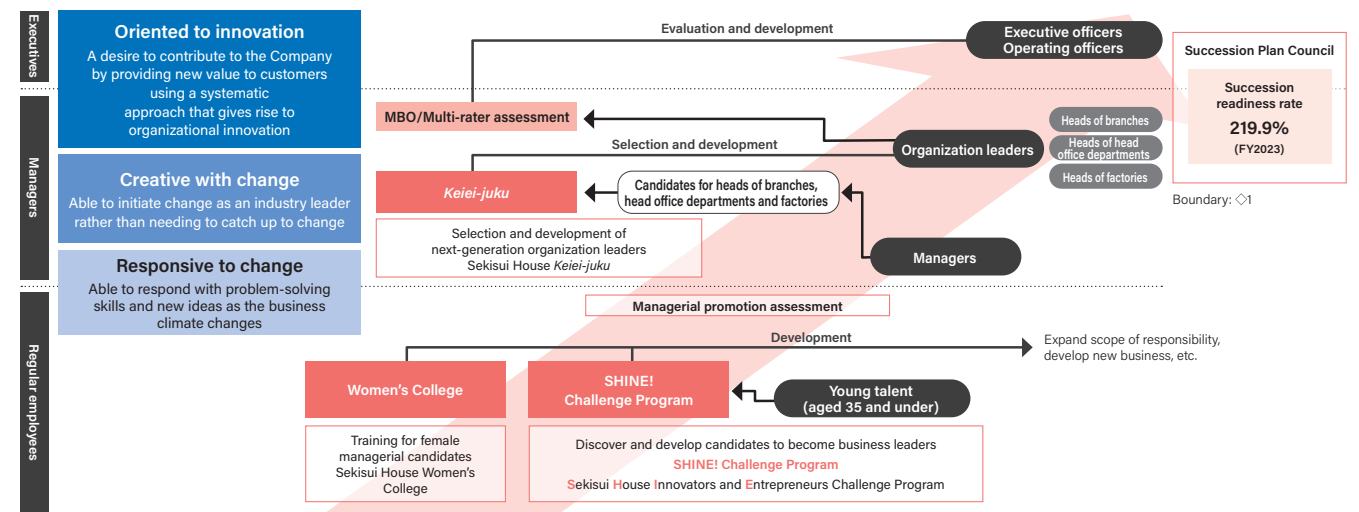 Executives
Oriented to innovation
A desire to contribute to the Company
by providing new value to customers
using a systematic
approach that gives rise to
organizational innovation
Evaluation and development
Executive officers
Operating officers
Succession Plan Council
Succession
readiness rate
219.9%
(FY2023)
Boundary: ◇1
Managers
MBO/Multi-rater assessment
Selection and development
Organization leaders
Heads of branches
Heads of head
office departments
Heads of factories
Creative with change
Able to initiate change as an industry leader
rather than needing to catch up to change
Keiei-juku
Candidates for heads of branches,
head office departments and factories
Selection and development of
next-generation organization leaders
Sekisui House Keiei-juku
Managers
Responsive to change
Able to respond with problem-solving
skills and new ideas as the business
climate changes
Managerial promotion assessment
Regular employees
Development
Expand scope of responsibility,
develop new business, etc.
Women's College
SHINE!
Challenge Program
Young talent
(aged 35 and under)
Training for female
managerial candidates
Sekisui House Women's
College
Discover and develop candidates to become business leaders
SHINE! Challenge Program
Sekisui House Innovators and Entrepreneurs Challenge Program